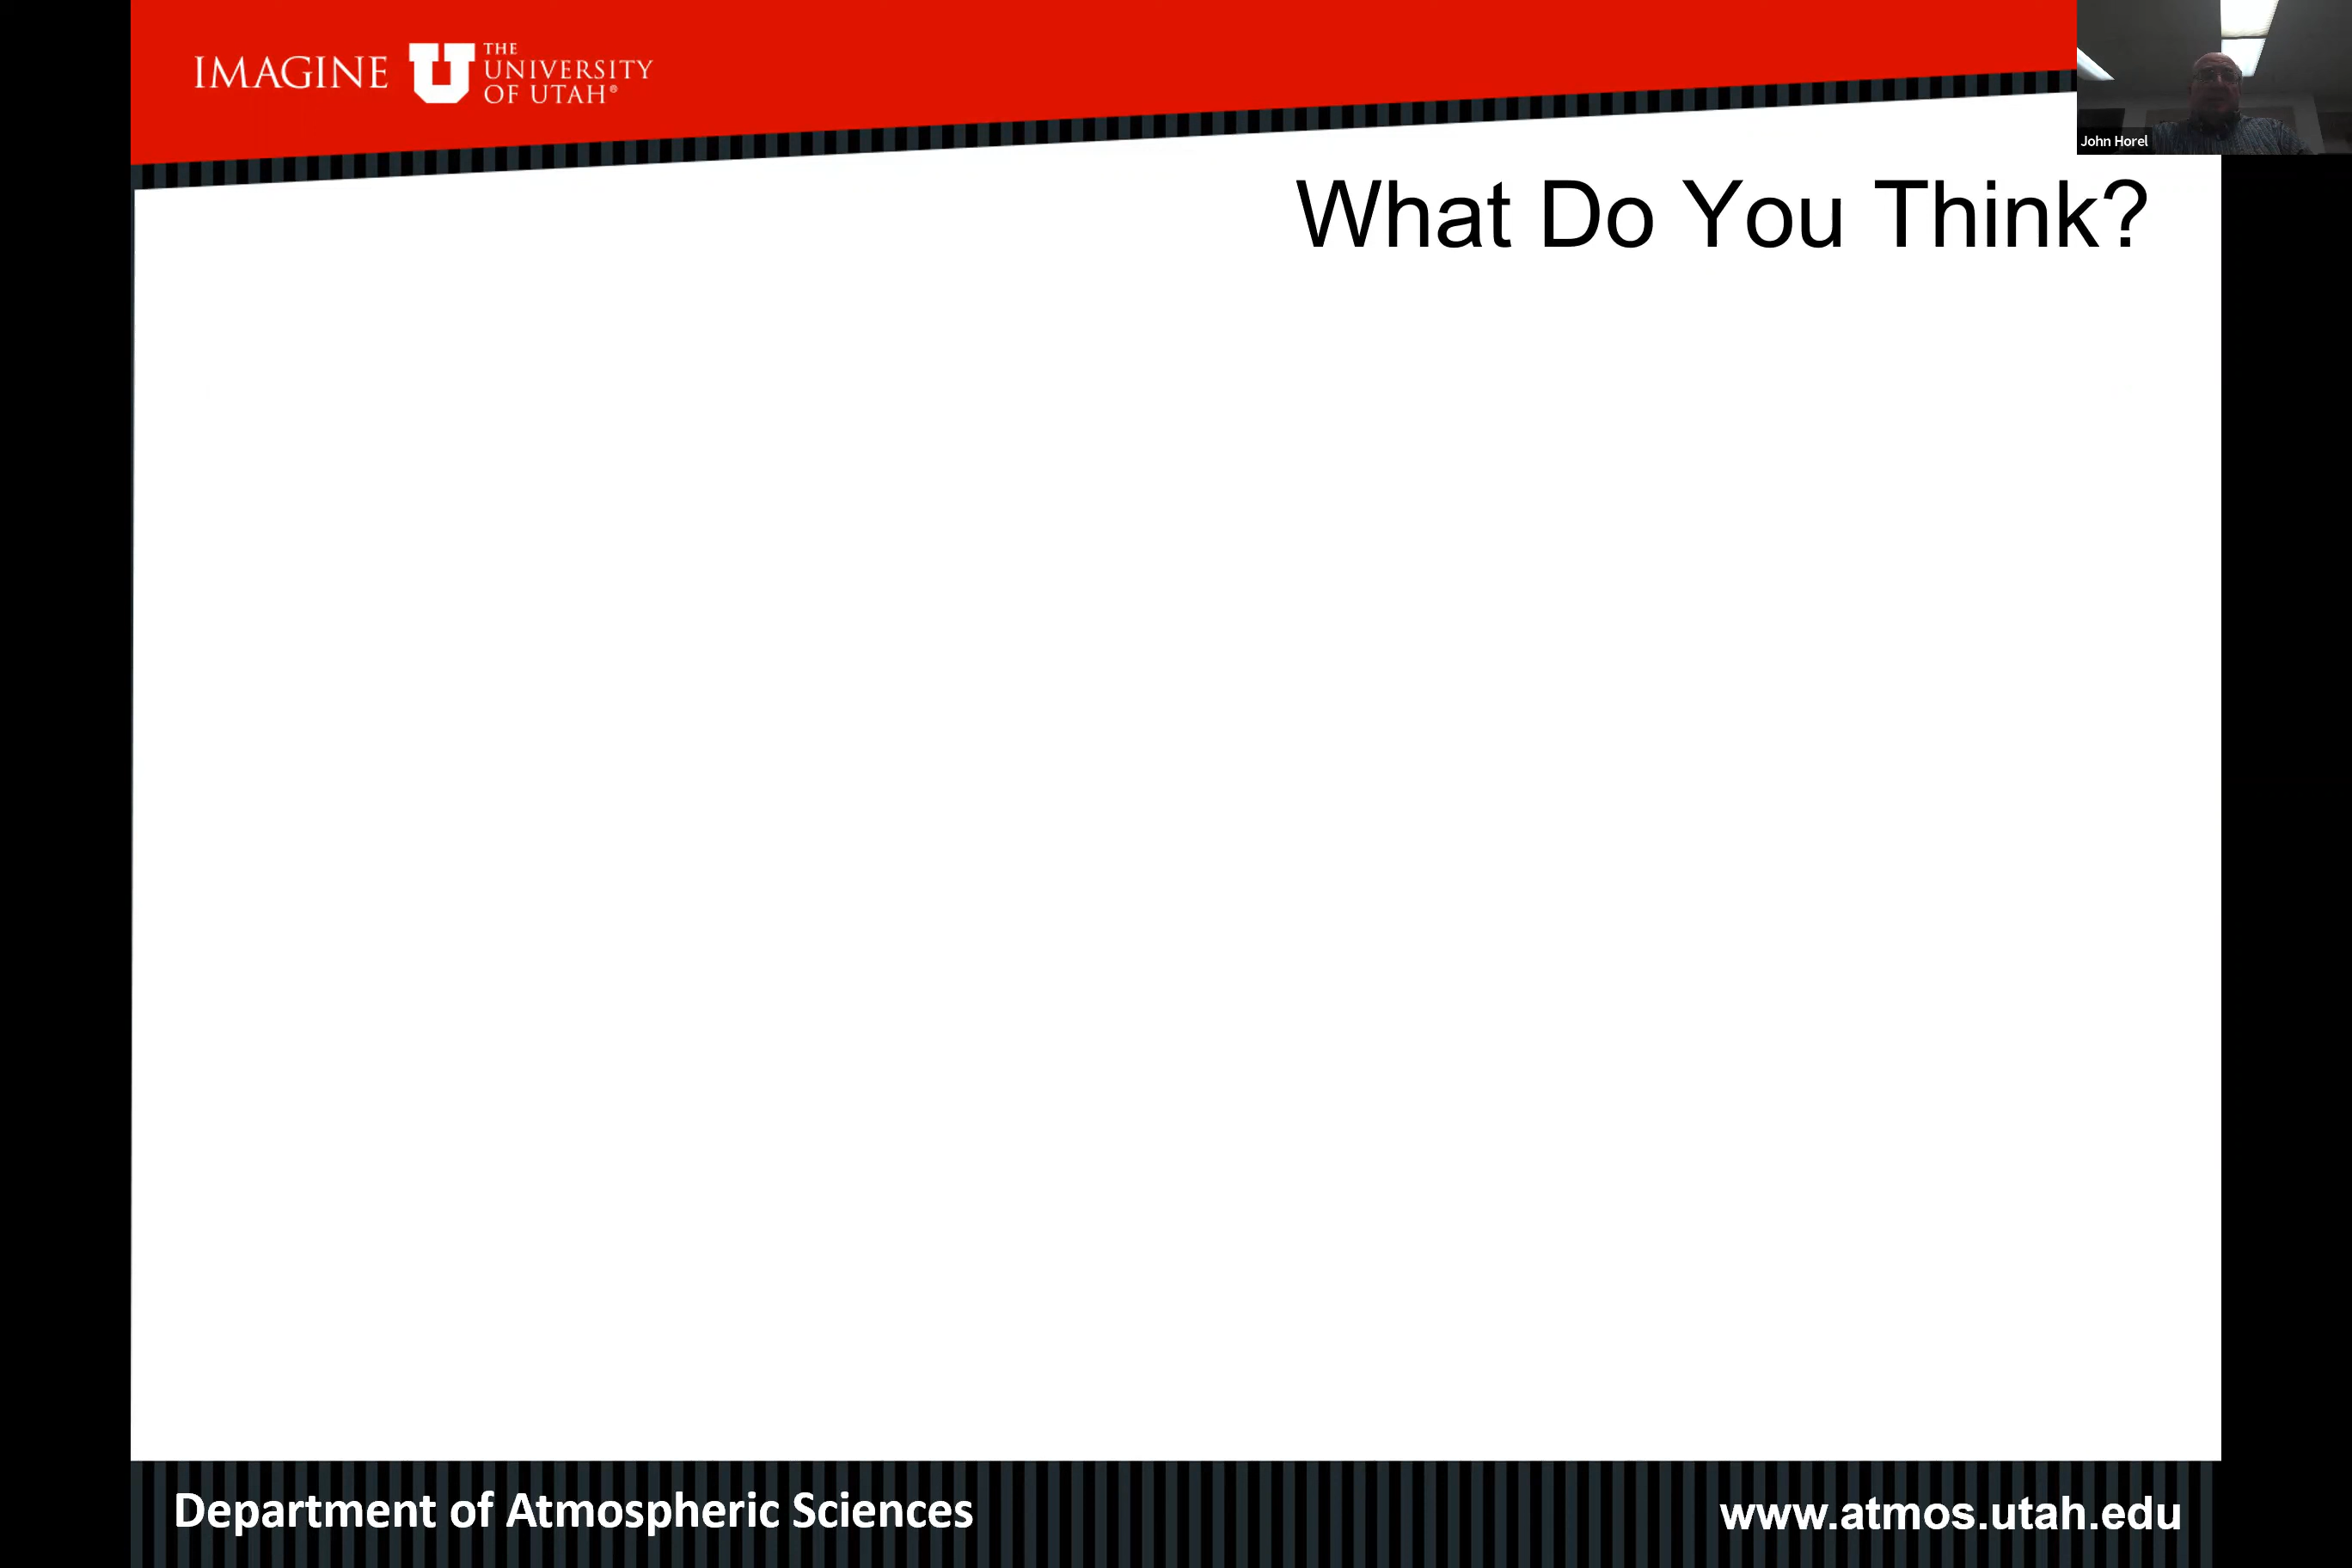 IMAGINE
THE
UNIVERSITY
OF UTAH®
John Horel
What Do You Think?
Department of Atmospheric Sciences
www.atmos.utah.edu